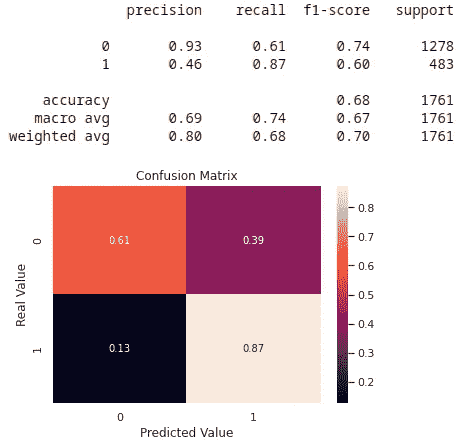 precision recall f1-score support
0 0.93 0.61 0.74 1278
1 0.46 0.87 0.60 483
accuracy 0.68 1761
macro avg 0.69 0.74 0.67 1761
weighted avg 0.80 0.68 0.70 1761
Confusion Matrix
0.8
0 0.61 0.39
0.7
0.6
0.5
Real Value
0.4
1 0.13 0.87
0.3
0.2
0 1
Predicted Value